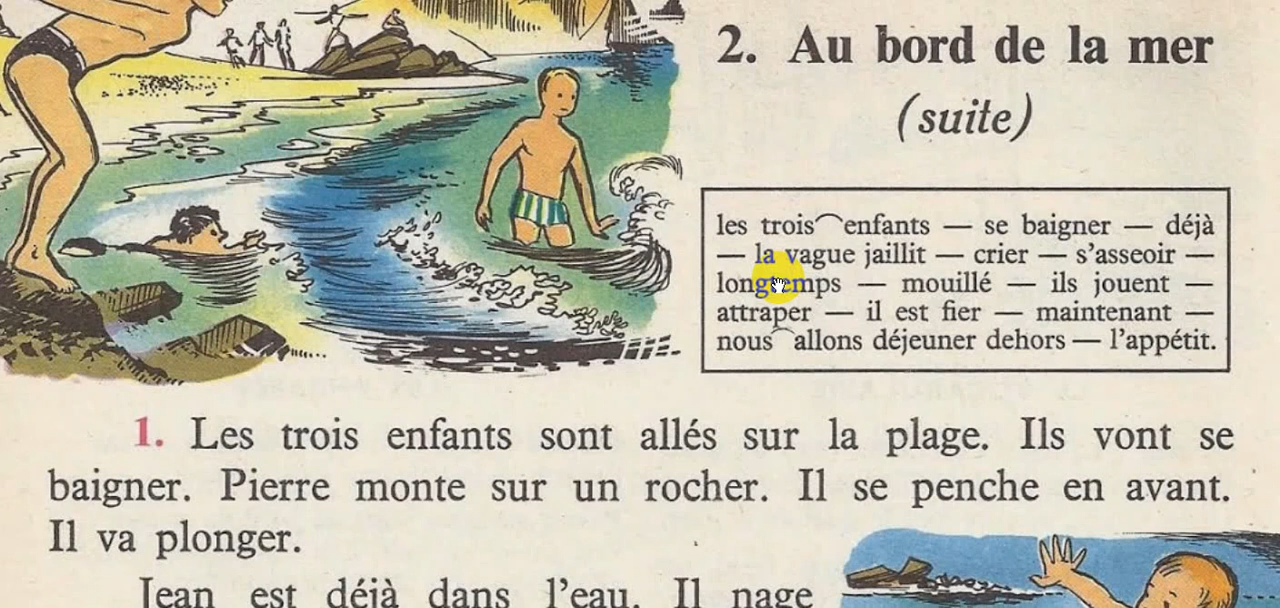 2. Au bord de la mer
(suite)
les trois enfants — se baigner — déjà
— la vague jaillit — crier — s'asseoir —
longtemps — mouillé — ils jouent —
attraper — il est fier — maintenant —
nous allons déjeuner dehors — l'appétit.
1. Les trois enfants sont allés sur la plage. Ils vont se
baigner. Pierre monte sur un rocher. Il se penche en avant.
Il va plonger.
Jean est déjà dans l'eau. Il nage